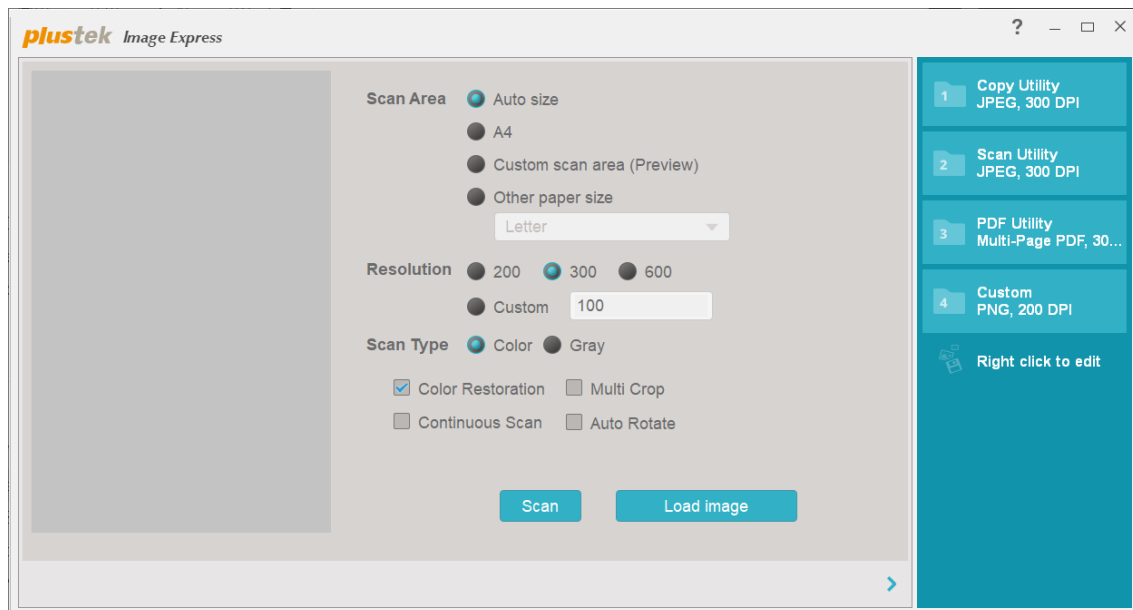 plustek Image Express
?
Scan Area
Auto size
A4
Custom scan area (Preview)
Other paper size
Letter
Resolution
200 300 600
Custom 100
Scan Type
Color Gray
Color Restoration Multi Crop
Continuous Scan Auto Rotate
Scan Load image
1
Copy Utility
JPEG, 300 DPI
2
Scan Utility
JPEG, 300 DPI
3
PDF Utility
Multi-Page PDF, 30...
4
Custom
PNG, 200 DPI
Right click to edit